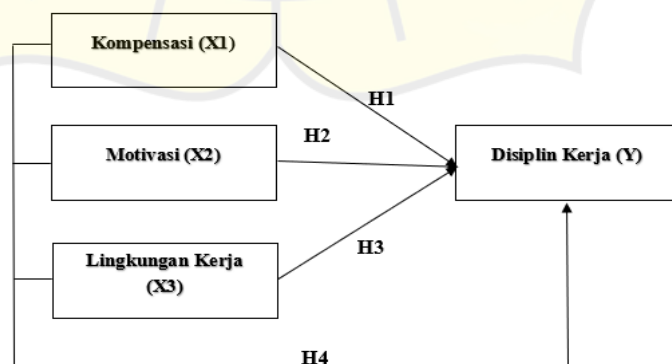 Kompensasi (X1)
H1
H2
Motivasi (X2)
Disiplin Kerja (Y)
Lingkungan Kerja
(X3)
H3
H4